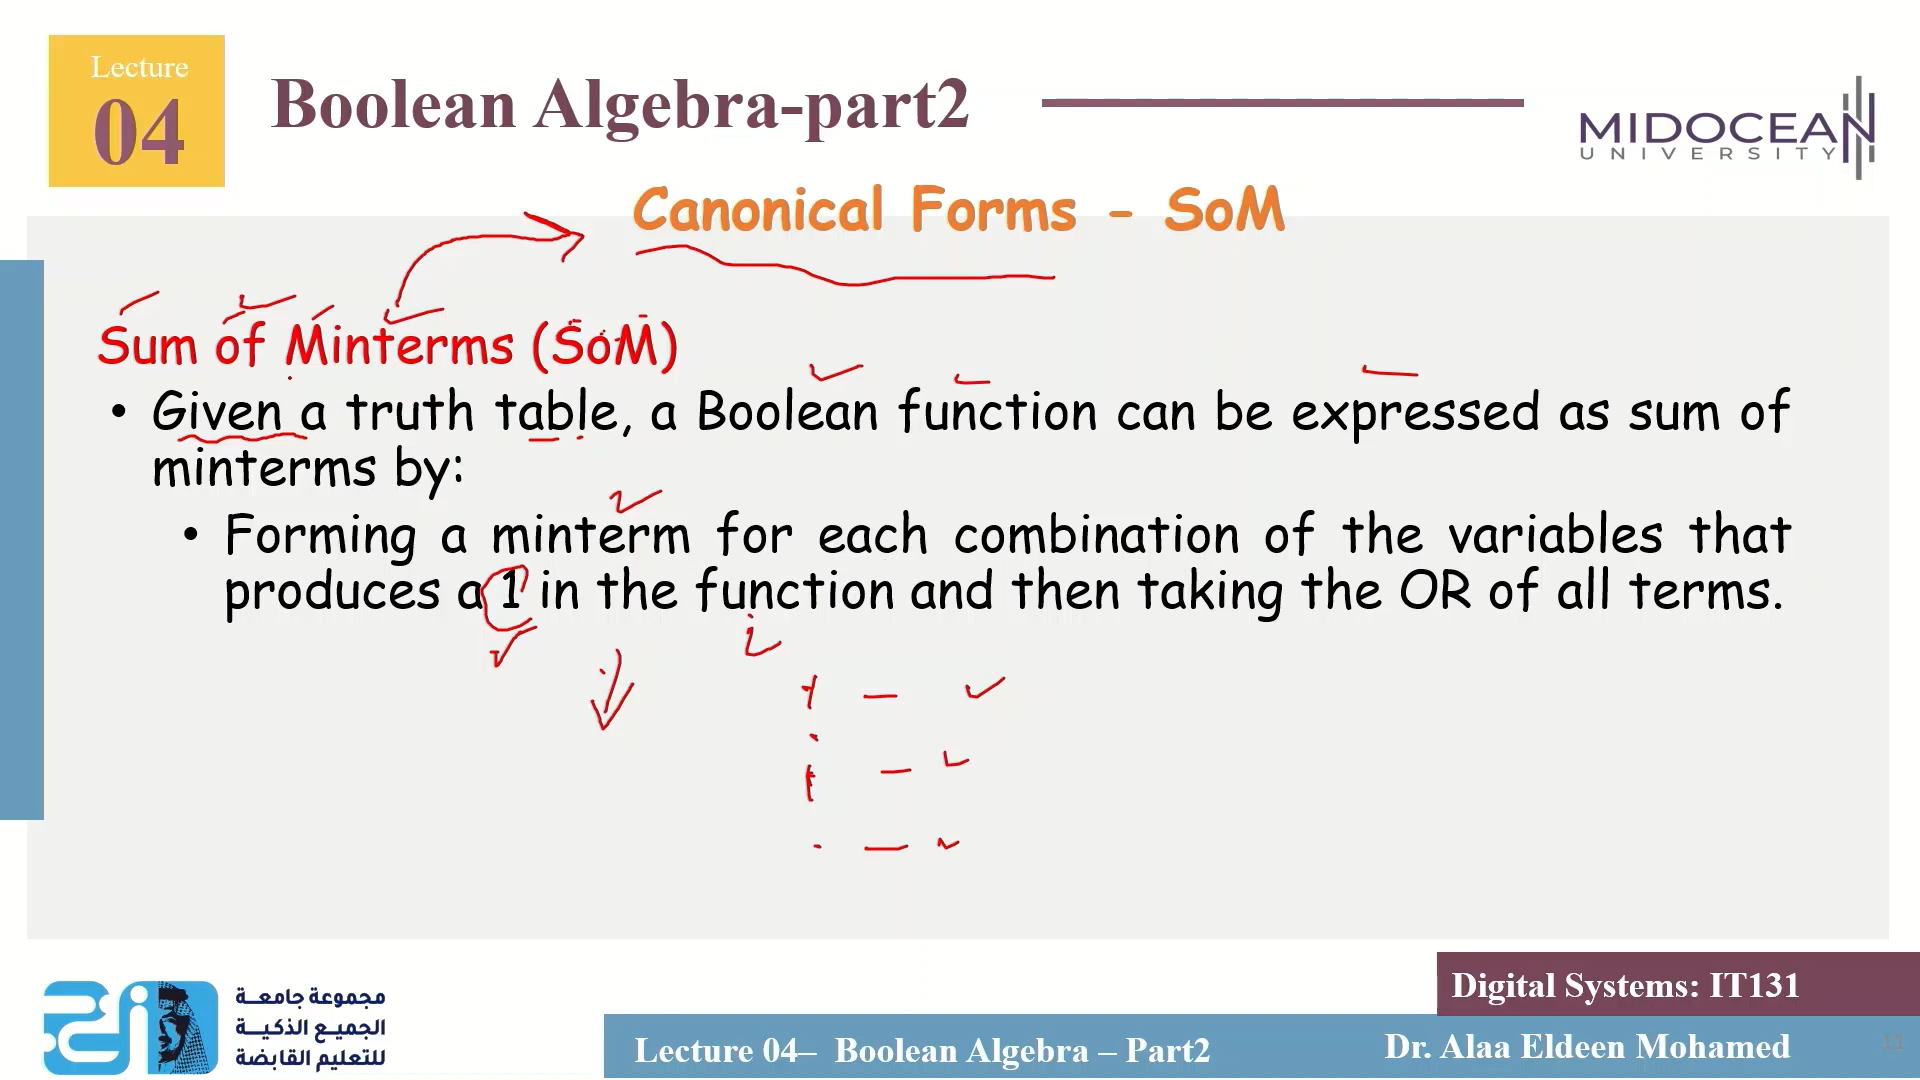 Lecture
04
Boolean Algebra-part2
MIDOCEAN
UNIVERSITY
Canonical Forms - SoM
Sum of Minterms (SoM)
• Given a truth table, a Boolean function can be expressed as sum of
minterms by:
• Forming a minterm for each combination of the variables that
produces a 1 in the function and then taking the OR of all terms.
مجموعة جامعة
الجميع الذكية
للتعليم القابضة
Digital Systems: IT131
Lecture 04– Boolean Algebra – Part2
Dr. Alaa Eldeen Mohamed
11